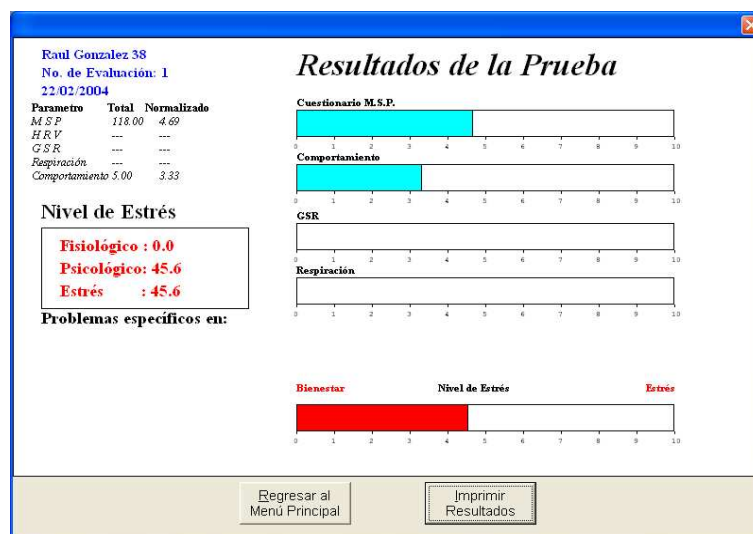 Raul Gonzalez 38
No. de Evaluación: 1
22/02/2004
Parametro Total Normalizado
M S P 118.00 4.69
H R V --- ---
G S R --- ---
Respiración --- ---
Comportamiento 5.00 3.33
Nivel de Estrés
Fisiológico : 0.0
Psicológico: 45.6
Estrés : 45.6
Problemas específicos en:
Resultados de la Prueba
Cuestionario M.S.P.
0 1 2 3 4 5 6 7 8 9 10
Comportamiento
0 1 2 3 4 5 6 7 8 9 10
GSR
0 1 2 3 4 5 6 7 8 9 10
Respiración
0 1 2 3 4 5 6 7 8 9 10
Bienestar Nivel de Estrés Estrés
0 1 2 3 4 5 6 7 8 9 10
Regresar al
Menú Principal
Imprimir
Resultados